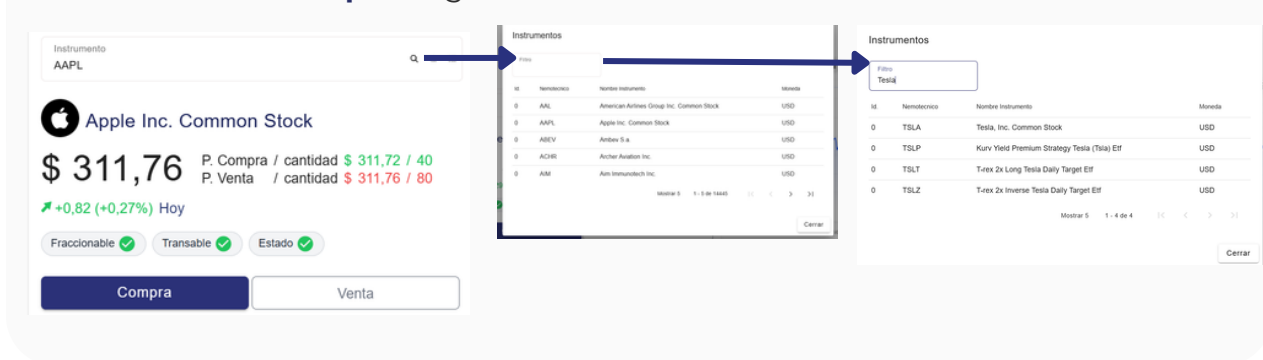 Instrumento
AAPL
Apple Inc. Common Stock
$ 311,76
P. Compra / cantidad $ 311,72 / 40
P. Venta / cantidad $ 311,76 / 80
+0,82 (+0,27%) Hoy
Fraccionable Transable Estado
Compra Venta
Instrumentos
Filtro
Id. Nemotecnico Nombre Instrumento Moneda
0 AAL American Airlines Group Inc. Common Stock USD
0 AAPL Apple Inc. Common Stock USD
0 ABEV Ambev S.a. USD
0 ACHR Archer Aviation Inc. USD
0 AIM Aim Immunotech Inc. USD
Mostrar 5 1 - 5 de 14445
Cerrar
Instrumentos
Filtro
Tesla
Id. Nemotecnico Nombre Instrumento Moneda
0 TSLA Tesla, Inc. Common Stock USD
0 TSLP Kurv Yield Premium Strategy Tesla (Tsla) Etf USD
0 TSLT T-rex 2x Long Tesla Daily Target Etf USD
0 TSLZ T-rex 2x Inverse Tesla Daily Target Etf USD
Mostrar 5 1 - 4 de 4
Cerrar